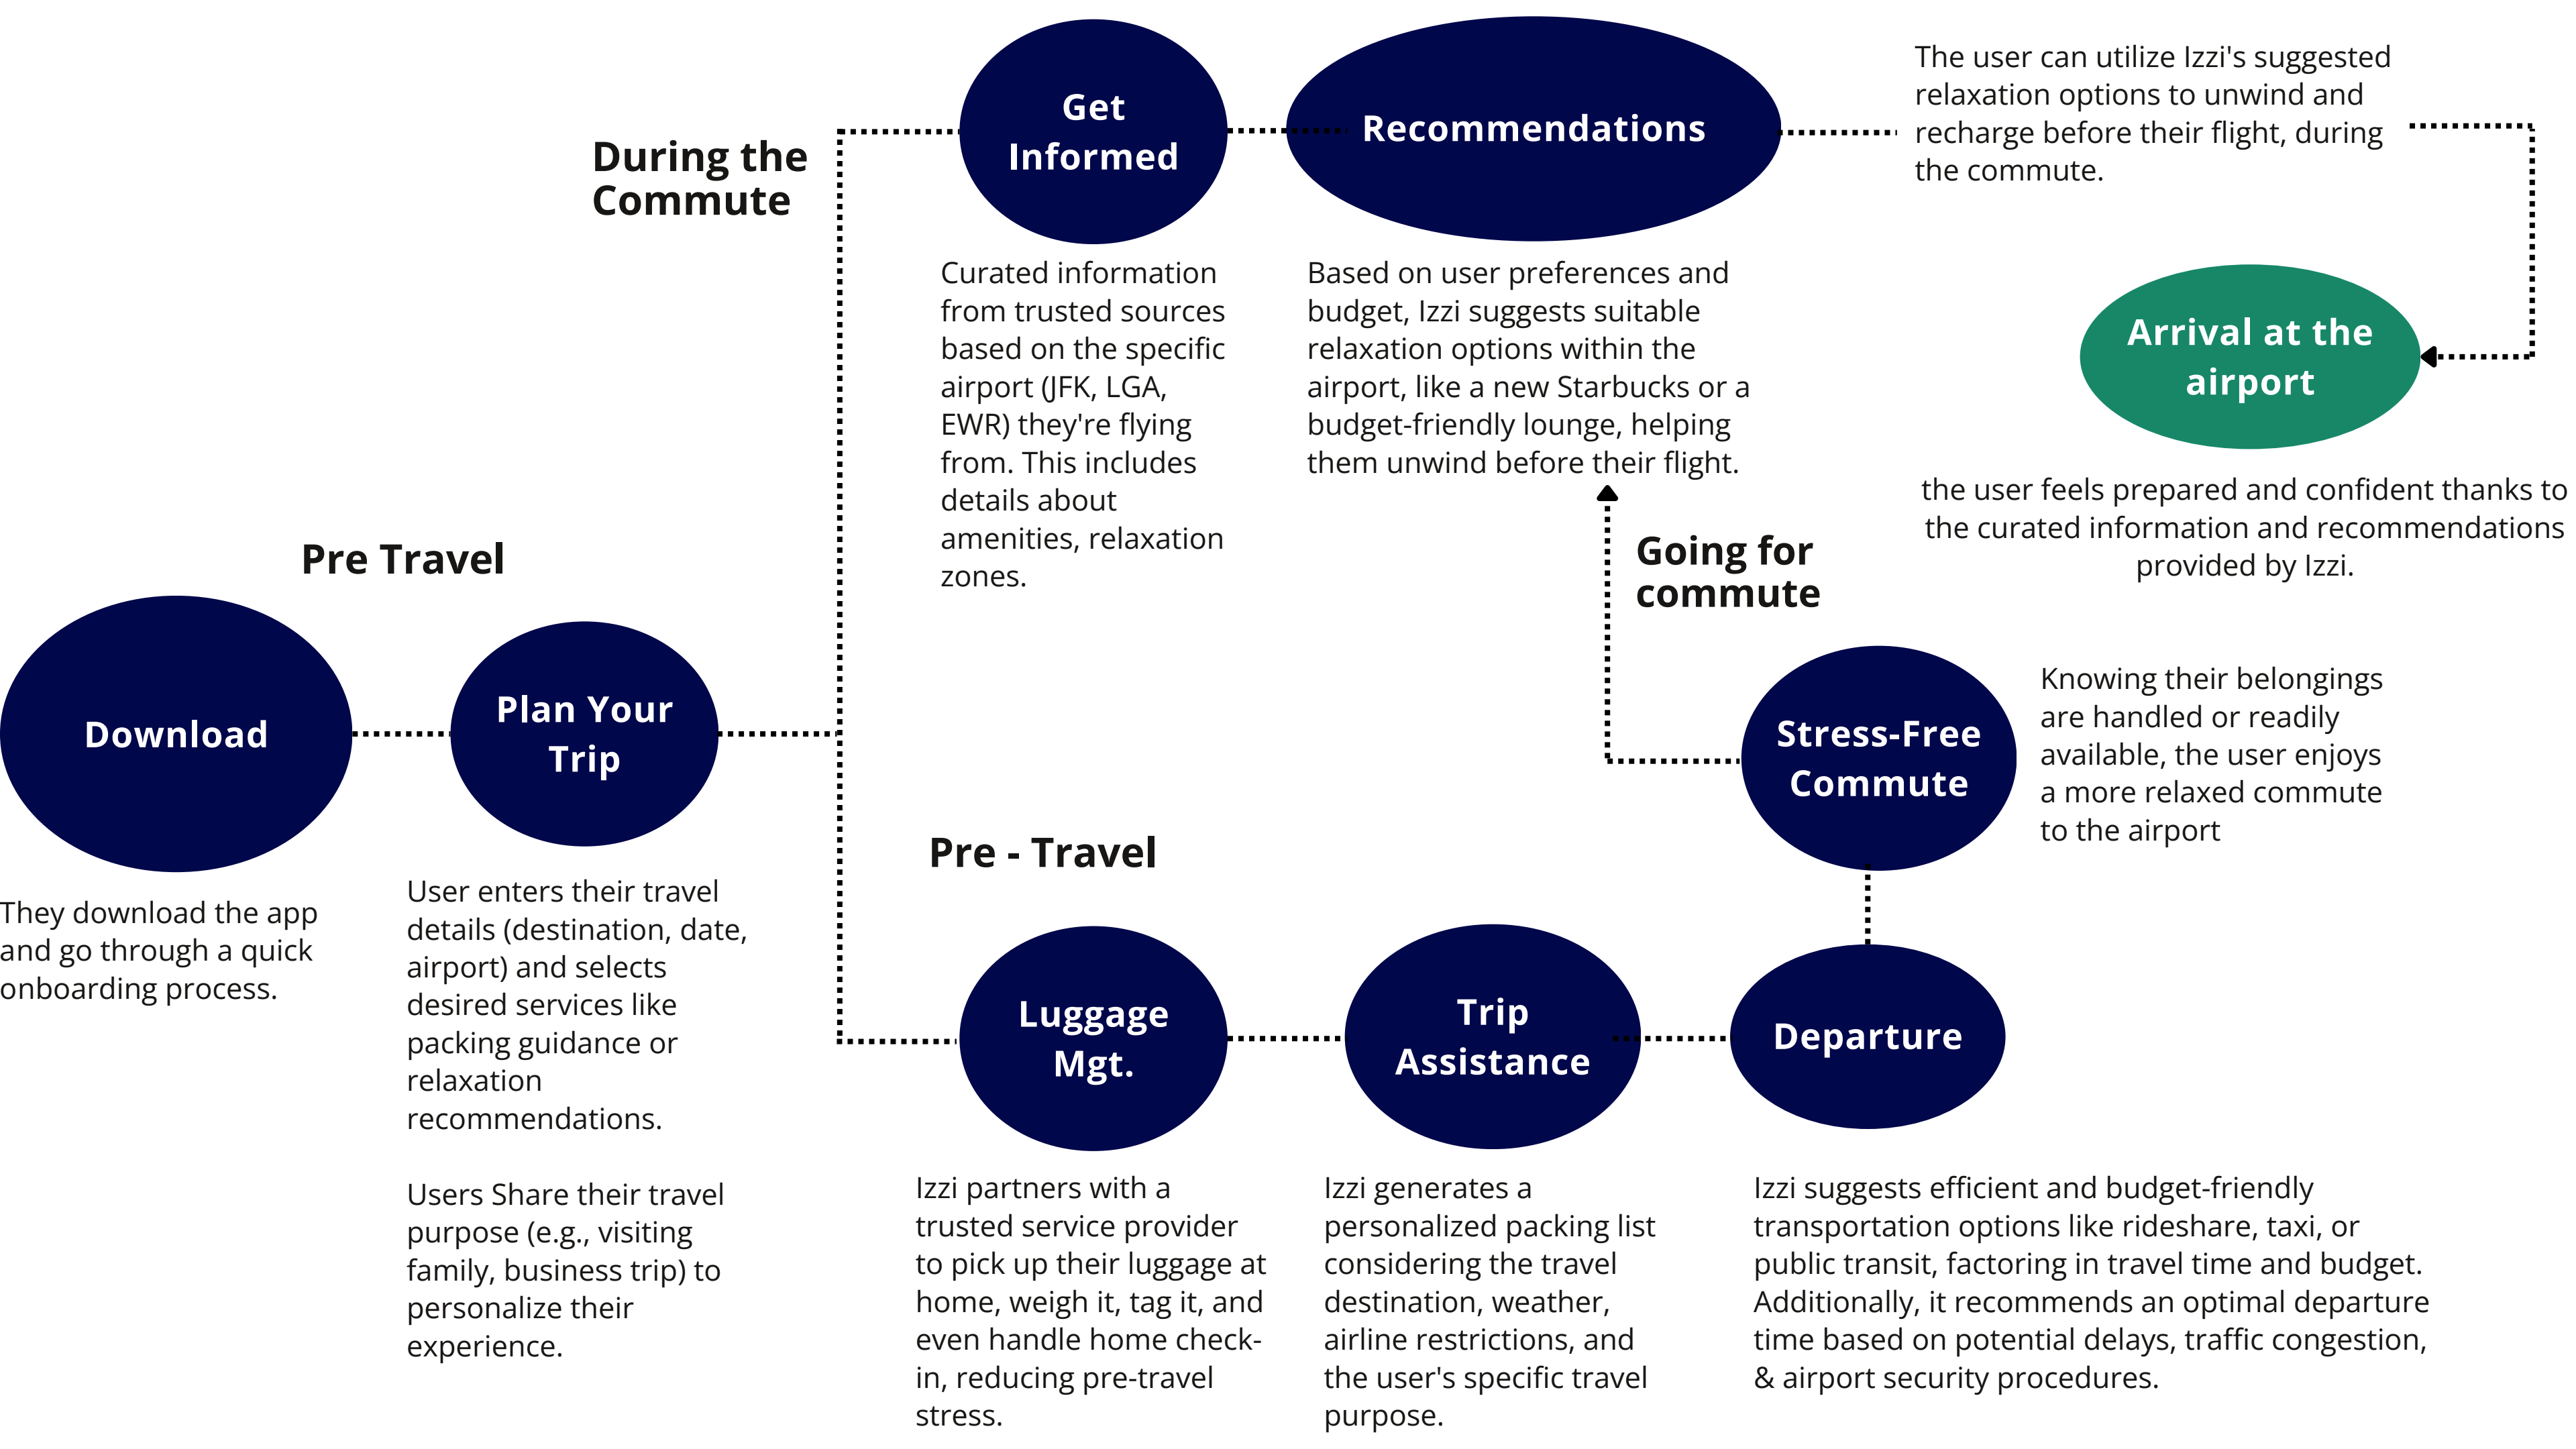 During the
Commute
Get
Informed
Curated information
from trusted sources
based on the specific
airport (JFK, LGA,
EWR) they're flying
from. This includes
details about
amenities, relaxation
zones.
Recommendations
Based on user preferences and
budget, Izzi suggests suitable
relaxation options within the
airport, like a new Starbucks or a
budget-friendly lounge, helping
them unwind before their flight.
The user can utilize Izzi's suggested
relaxation options to unwind and
recharge before their flight, during
the commute.
Arrival at the
airport
the user feels prepared and confident thanks to
the curated information and recommendations
provided by Izzi.
Pre Travel
Download
They download the app
and go through a quick
onboarding process.
Plan Your
Trip
User enters their travel
details (destination, date,
airport) and selects
desired services like
packing guidance or
relaxation
recommendations.
Users Share their travel
purpose (e.g., visiting
family, business trip) to
personalize their
experience.
Going for
commute
Stress-Free
Commute
Knowing their belongings
are handled or readily
available, the user enjoys
a more relaxed commute
to the airport
Pre - Travel
Luggage
Mgt.
Izzi partners with a
trusted service provider
to pick up their luggage at
home, weigh it, tag it, and
even handle home check-
in, reducing pre-travel
stress.
Trip
Assistance
Izzi generates a
personalized packing list
considering the travel
destination, weather,
airline restrictions, and
the user's specific travel
purpose.
Departure
Izzi suggests efficient and budget-friendly
transportation options like rideshare, taxi, or
public transit, factoring in travel time and budget.
Additionally, it recommends an optimal departure
time based on potential delays, traffic congestion,
& airport security procedures.